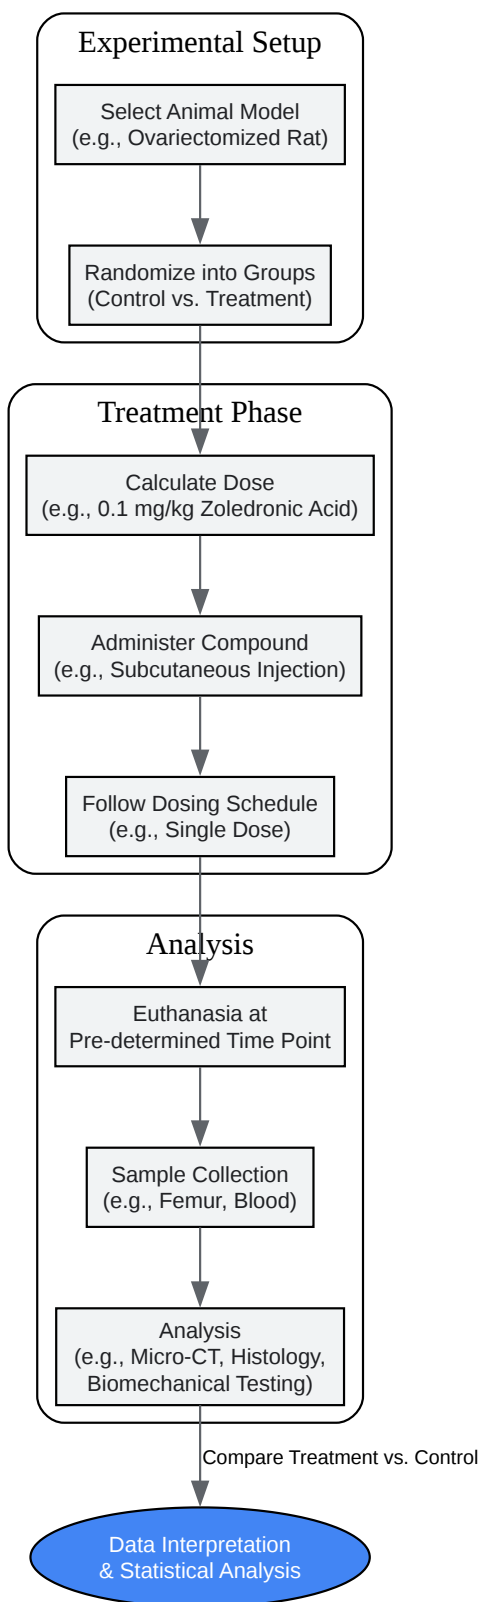 Experimental Setup
Select Animal Model
(e.g., Ovariectomized Rat)
Randomize into Groups
(Control vs. Treatment)
Treatment Phase
Calculate Dose
(e.g., 0.1 mg/kg Zoledronic Acid)
Administer Compound
(e.g., Subcutaneous Injection)
Follow Dosing Schedule
(e.g., Single Dose)
Analysis
Euthanasia at
Pre-determined Time Point
Sample Collection
(e.g., Femur, Blood)
Analysis
(e.g., Micro-CT, Histology,
Biomechanical Testing)
Compare Treatment vs. Control
Data Interpretation
& Statistical Analysis